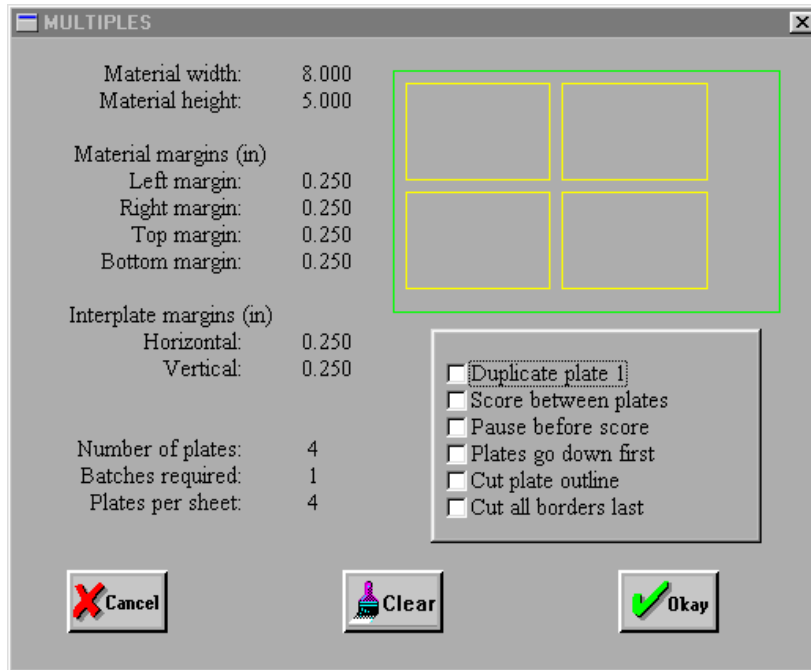 MULTIPLES
Material width: 8.000
Material height: 5.000
Material margins (in)
Left margin: 0.250
Right margin: 0.250
Top margin: 0.250
Bottom margin: 0.250
Interplate margins (in)
Horizontal: 0.250
Vertical: 0.250
Number of plates: 4
Batches required: 1
Plates per sheet: 4
Duplicate plate 1
Score between plates
Pause before score
Plates go down first
Cut plate outline
Cut all borders last
Cancel
Clear
Okay